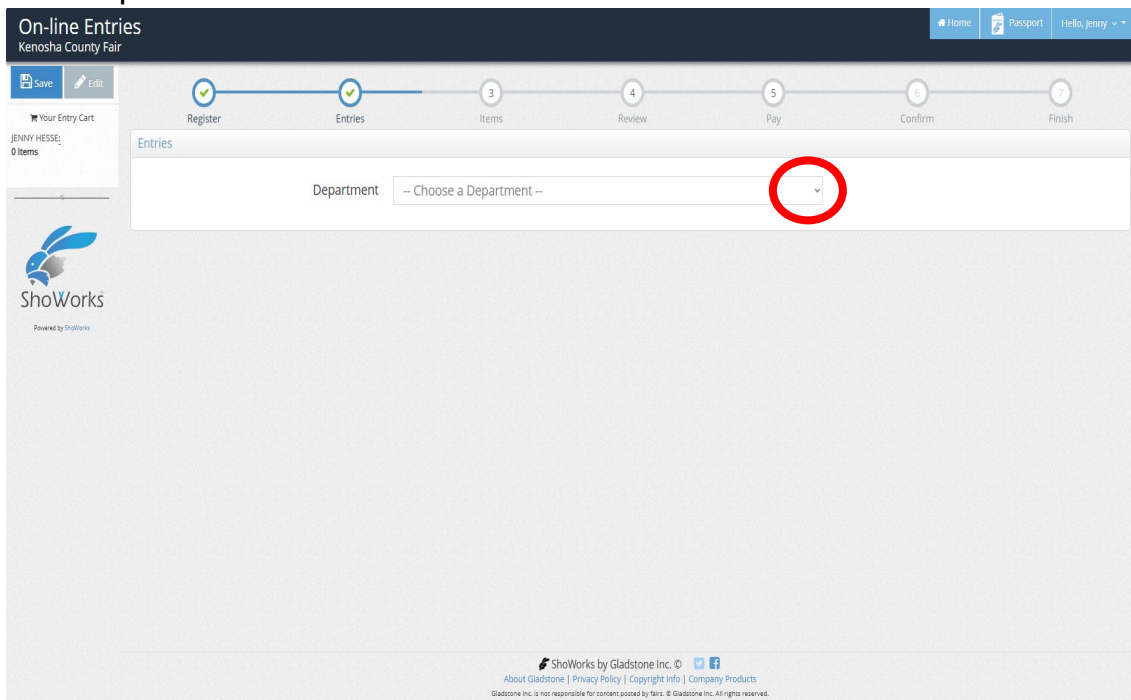 On-line Entries
Kenosha County Fair
Home
Passport
Hello, Jenny
Save
Edit
Your Entry Cart
JENNY HESSE:
0 Items
3
4
5
6
7
Register
Entries
Items
Review
Pay
Confirm
Finish
Entries
Department
-- Choose a Department --
ShoWorks
Powered by ShoWorks
ShoWorks by Gladstone Inc. ©
About Gladstone | Privacy Policy | Copyright Info | Company Products
Gladstone Inc. is not responsible for content posted by fairs. © Gladstone Inc. All rights reserved.